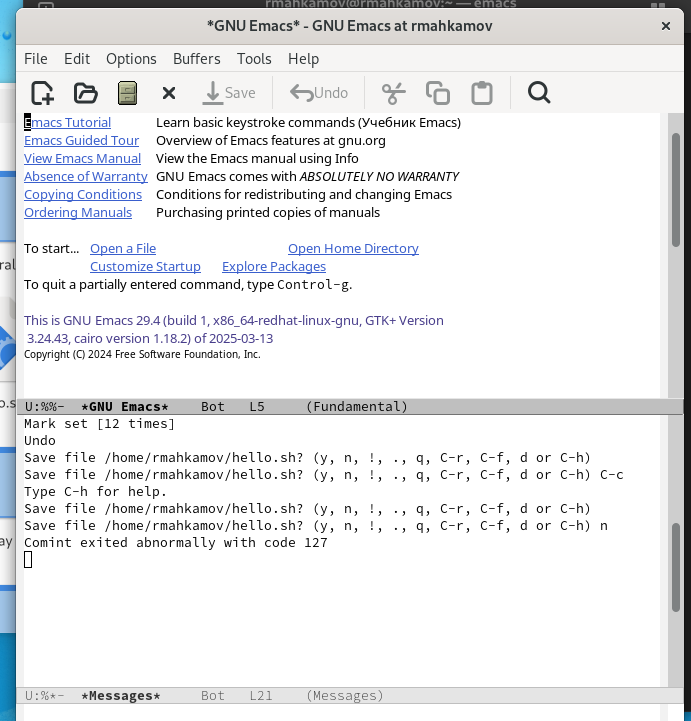 rmahkamov@rmahkamov:~ — emacs
*GNU Emacs* - GNU Emacs at rmahkamov
File Edit Options Buffers Tools Help
Save Undo
Emacs Tutorial Learn basic keystroke commands (Учебник Emacs)
Emacs Guided Tour Overview of Emacs features at gnu.org
View Emacs Manual View the Emacs manual using Info
Absence of Warranty GNU Emacs comes with ABSOLUTELY NO WARRANTY
Copying Conditions Conditions for redistributing and changing Emacs
Ordering Manuals Purchasing printed copies of manuals
To start... Open a File Open Home Directory
Customize Startup Explore Packages
To quit a partially entered command, type Control-g.
This is GNU Emacs 29.4 (build 1, x86_64-redhat-linux-gnu, GTK+ Version
3.24.43, cairo version 1.18.2) of 2025-03-13
Copyright (C) 2024 Free Software Foundation, Inc.
U:%%- *GNU Emacs* Bot L5 (Fundamental)
Mark set [12 times]
Undo
Save file /home/rmahkamov/hello.sh? (y, n, !, ., q, C-r, C-f, d or C-h)
Save file /home/rmahkamov/hello.sh? (y, n, !, ., q, C-r, C-f, d or C-h) C-c
Type C-h for help.
Save file /home/rmahkamov/hello.sh? (y, n, !, ., q, C-r, C-f, d or C-h)
Save file /home/rmahkamov/hello.sh? (y, n, !, ., q, C-r, C-f, d or C-h) n
Comint exited abnormally with code 127
U:%*- *Messages* Bot L21 (Messages)